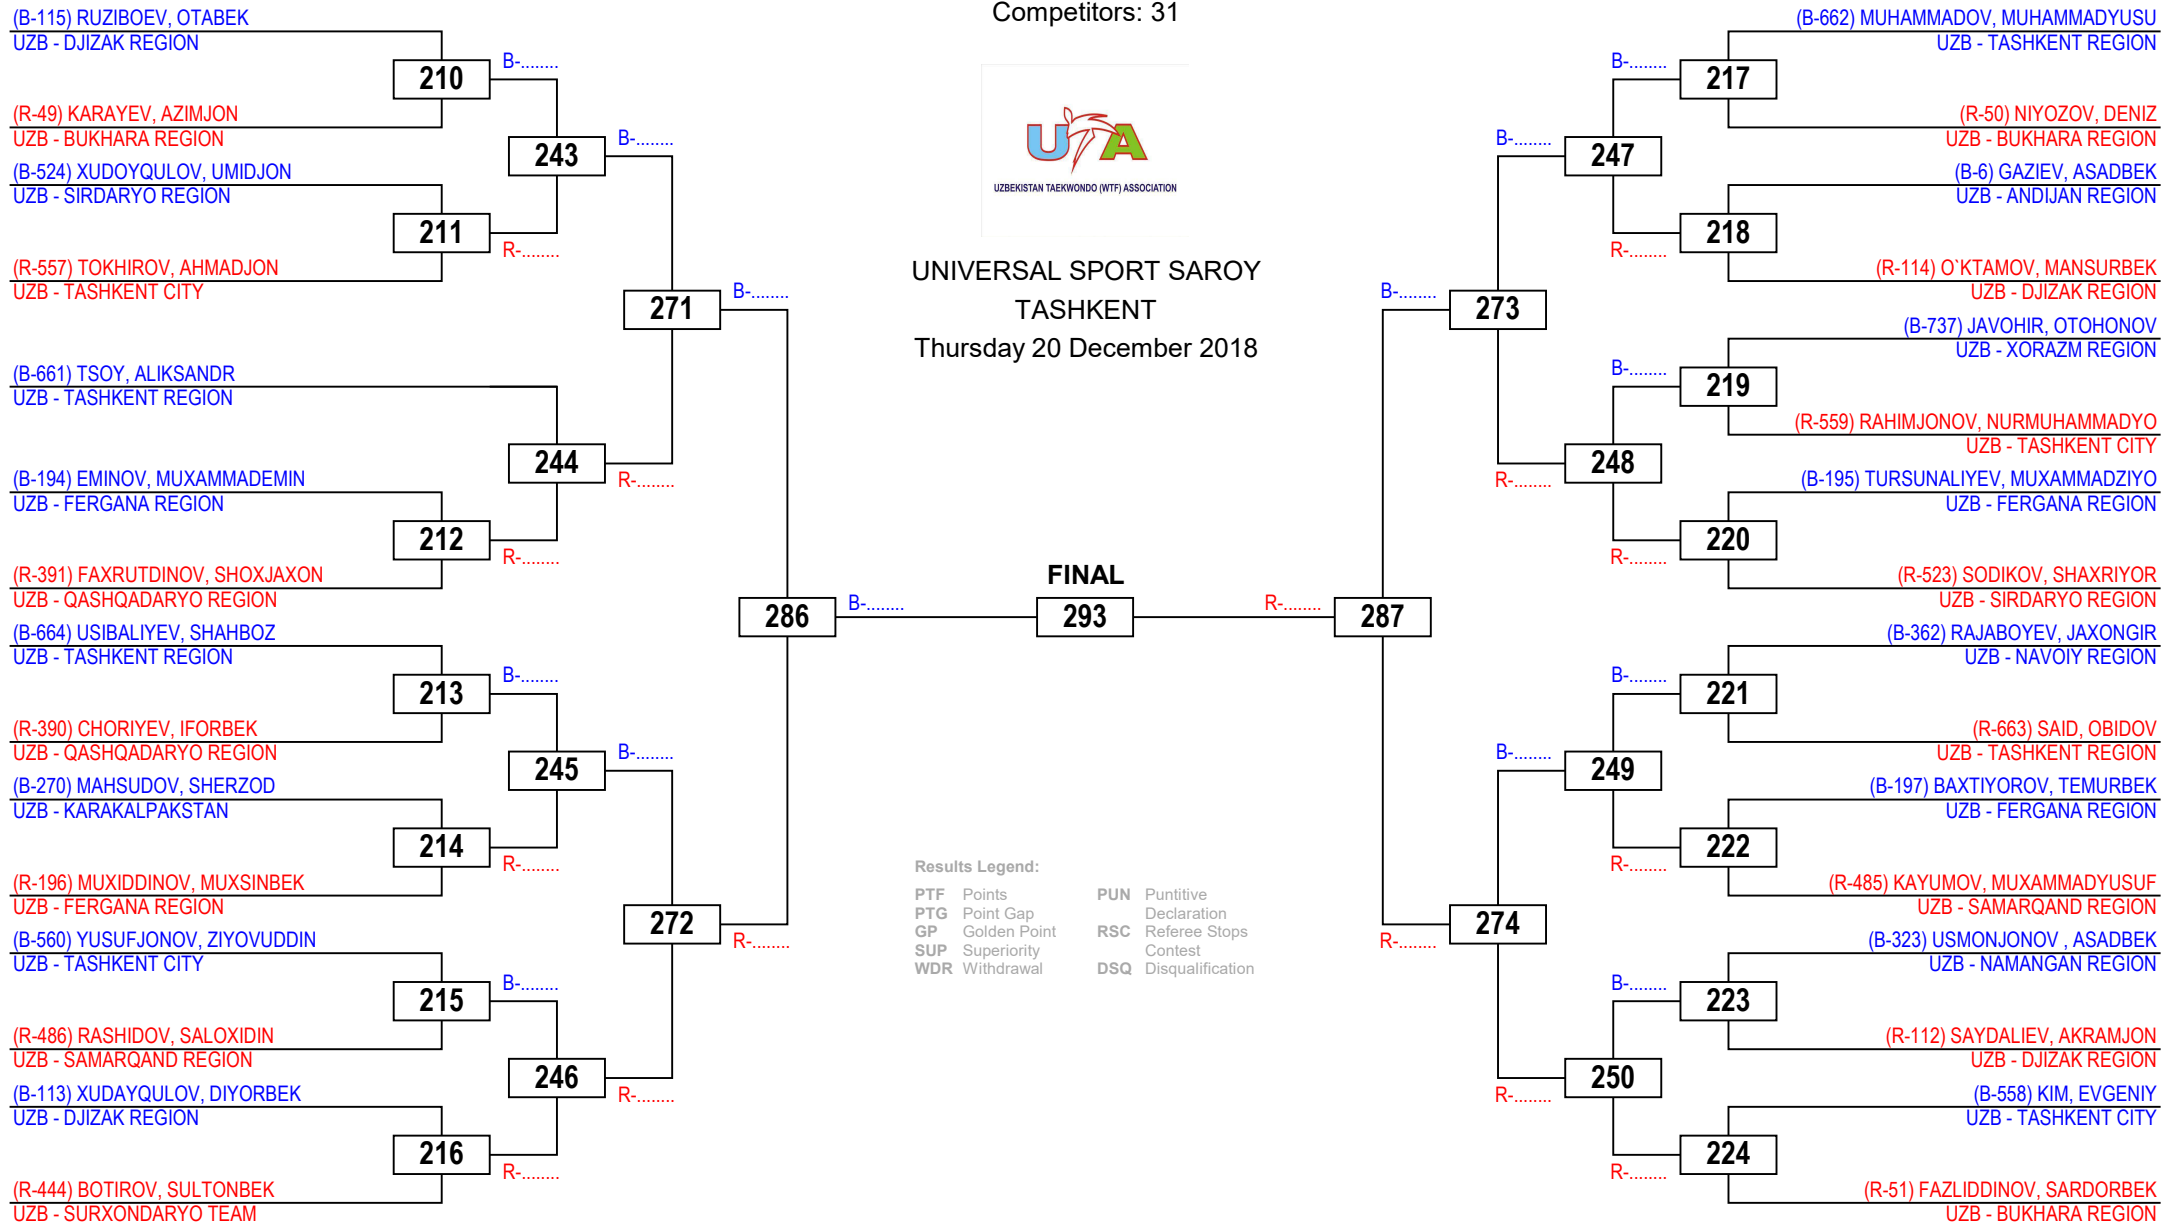 Competitors: 31
UTA
UZBEKISTAN TAEKWONDO (WTF) ASSOCIATION
UNIVERSAL SPORT SAROY
TASHKENT
Thursday 20 December 2018
(B-115) RUZIBOEV, OTABEK
UZB - DJIZAK REGION
210
B-........
(R-49) KARAYEV, AZIMJON
UZB - BUKHARA REGION
243
B-........
(B-524) XUDOYQULOV, UMIDJON
UZB - SIRDARYO REGION
211
R-........
(R-557) TOKHIROV, AHMADJON
UZB - TASHKENT CITY
271
B-........
(B-661) TSOY, ALIKSANDR
UZB - TASHKENT REGION
244
R-........
(B-194) EMINOV, MUXAMMADEMIN
UZB - FERGANA REGION
212
R-........
(R-391) FAXRUTDINOV, SHOXJAXON
UZB - QASHQADARYO REGION
286
B-........
(B-664) USIBALIYEV, SHAHBOZ
UZB - TASHKENT REGION
213
B-........
(R-390) CHORIYEV, IFORBEK
UZB - QASHQADARYO REGION
245
B-........
(B-270) MAHSUDOV, SHERZOD
UZB - KARAKALPAKSTAN
214
R-........
(R-196) MUXIDDINOV, MUXSINBEK
UZB - FERGANA REGION
272
R-........
(B-560) YUSUFJONOV, ZIYOVUDDIN
UZB - TASHKENT CITY
215
B-........
(R-486) RASHIDOV, SALOXIDIN
UZB - SAMARQAND REGION
246
R-........
(B-113) XUDAYQULOV, DIYORBEK
UZB - DJIZAK REGION
216
R-........
(R-444) BOTIROV, SULTONBEK
UZB - SURXONDARYO TEAM
FINAL
293
Results Legend:
PTF Points
PTG Point Gap
GP Golden Point
SUP Superiority
WDR Withdrawal
PUN Puntitive
Declaration
RSC Referee Stops
Contest
DSQ Disqualification
(B-662) MUHAMMADOV, MUHAMMADYUSU
UZB - TASHKENT REGION
B-........
217
(R-50) NIYOZOV, DENIZ
UZB - BUKHARA REGION
B-........
247
(B-6) GAZIEV, ASADBEK
UZB - ANDIJAN REGION
R-........
218
(R-114) O`KTAMOV, MANSURBEK
UZB - DJIZAK REGION
B-........
273
(B-737) JAVOHIR, OTOHONOV
UZB - XORAZM REGION
B-........
219
(R-559) RAHIMJONOV, NURMUHAMMADYO
UZB - TASHKENT CITY
R-........
248
(B-195) TURSUNALIYEV, MUXAMMADZIYO
UZB - FERGANA REGION
R-........
220
(R-523) SODIKOV, SHAXRIYOR
UZB - SIRDARYO REGION
R-........
287
(B-362) RAJABOYEV, JAXONGIR
UZB - NAVOIY REGION
B-........
221
(R-663) SAID, OBIDOV
UZB - TASHKENT REGION
B-........
249
(B-197) BAXTIYOROV, TEMURBEK
UZB - FERGANA REGION
R-........
222
(R-485) KAYUMOV, MUXAMMADYUSUF
UZB - SAMARQAND REGION
R-........
274
(B-323) USMONJONOV , ASADBEK
UZB - NAMANGAN REGION
B-........
223
(R-112) SAYDALIEV, AKRAMJON
UZB - DJIZAK REGION
R-........
250
(B-558) KIM, EVGENIY
UZB - TASHKENT CITY
R-........
224
(R-51) FAZLIDDINOV, SARDORBEK
UZB - BUKHARA REGION